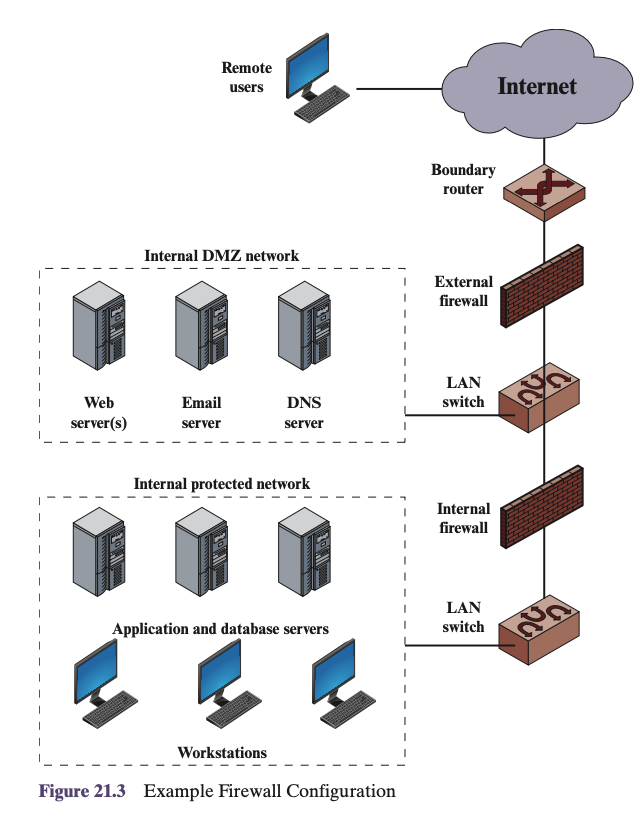 Remote
users
Internet
Boundary
router
Internal DMZ network
External
firewall
Web
server(s)
Email
server
DNS
server
LAN
switch
Internal protected network
Internal
firewall
Application and database servers
LAN
switch
Workstations
Figure 21.3 Example Firewall Configuration